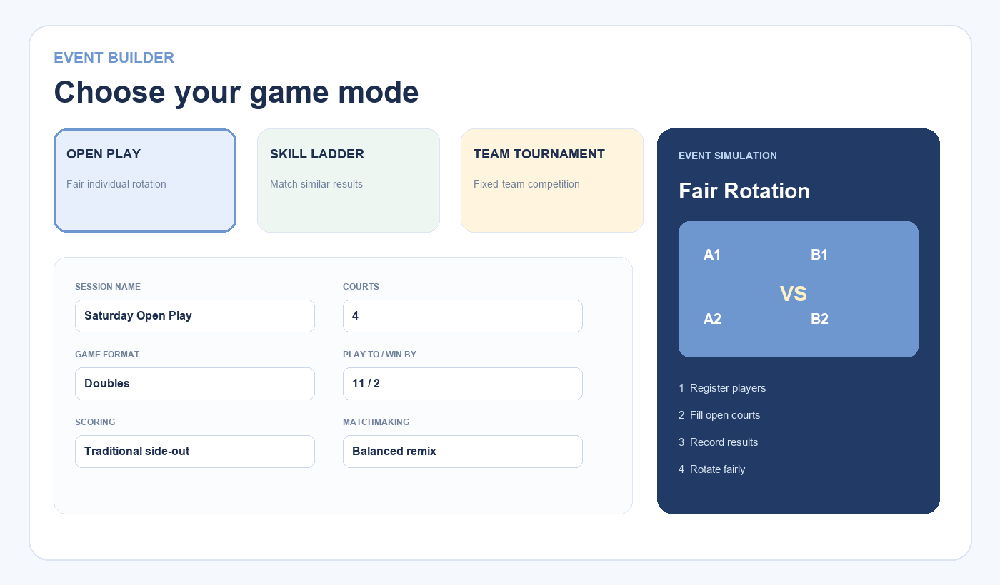 EVENT BUILDER
Choose your game mode
OPEN PLAY
Fair individual rotation
SKILL LADDER
Match similar results
TEAM TOURNAMENT
Fixed-team competition
SESSION NAME
Saturday Open Play
COURTS
4
GAME FORMAT
Doubles
PLAY TO / WIN BY
11 / 2
SCORING
Traditional side-out
MATCHMAKING
Balanced remix
EVENT SIMULATION
Fair Rotation
A1 B1
VS
A2 B2
1 Register players
2 Fill open courts
3 Record results
4 Rotate fairly